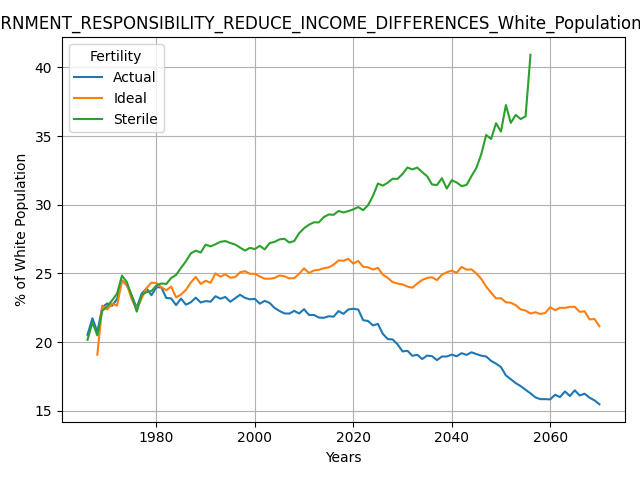 RNMENT_RESPONSIBILITY_REDUCE_INCOME_DIFFERENCES_White_Population
Fertility
Actual
Ideal
Sterile
40
35
30
25
20
15
% of White Population
1980
2000
2020
2040
2060
Years